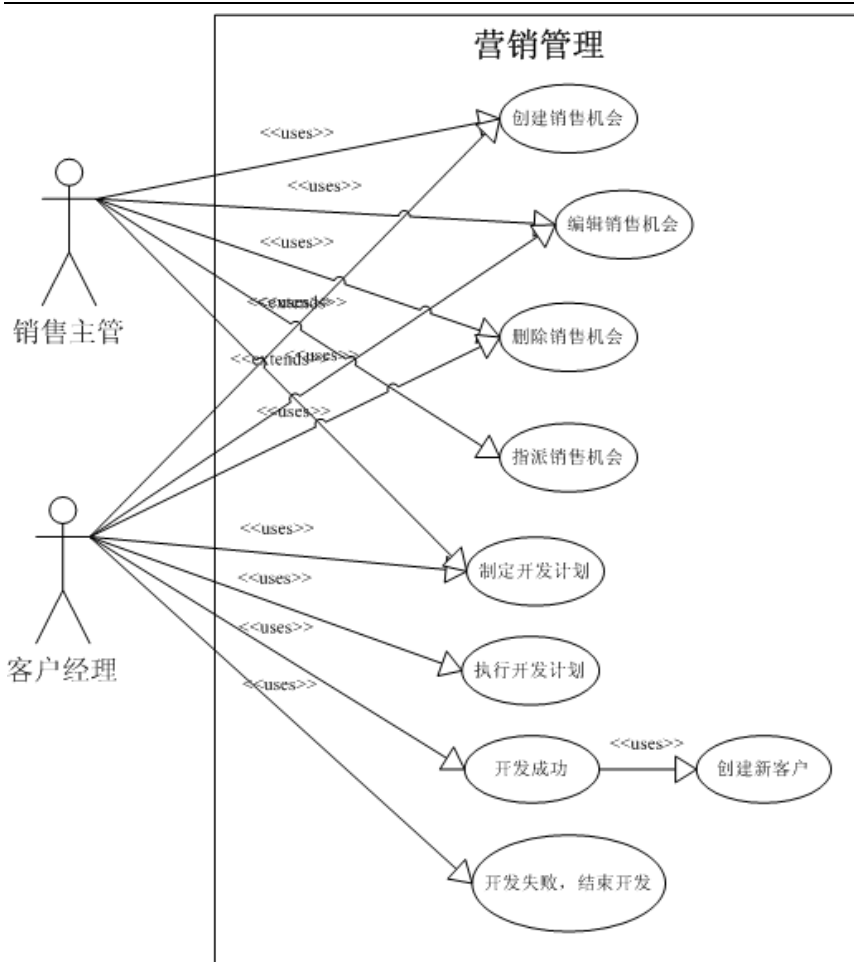 营销管理
创建销售机会
<<uses>>
<<uses>>
编辑销售机会
<<uses>>
<<extends>>
<<uses>>
销售主管
删除销售机会
<<uses>>
<<extends>>
<<uses>>
指派销售机会
<<uses>>
制定开发计划
<<uses>>
<<uses>>
客户经理
执行开发计划
<<uses>>
<<uses>>
开发成功
创建新客户
开发失败，结束开发